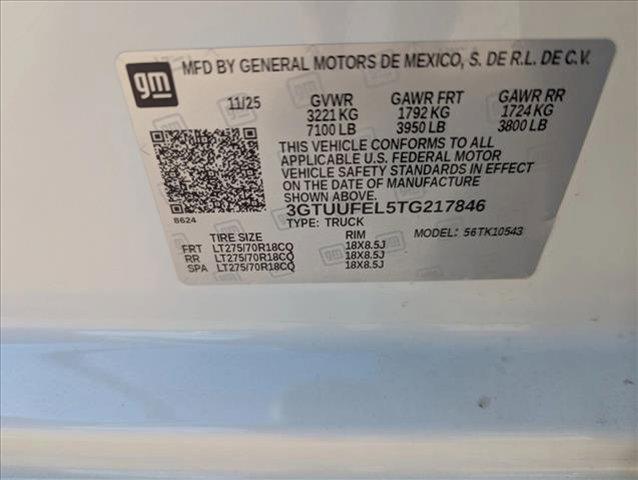 gm MFD BY GENERAL MOTORS DE MEXICO, S. DE R.L. DE C.V.
11/25 GVWR GAWR FRT GAWR RR
3221 KG 1792 KG 1724 KG
7100 LB 3950 LB 3800 LB
THIS VEHICLE CONFORMS TO ALL
APPLICABLE U.S. FEDERAL MOTOR
VEHICLE SAFETY STANDARDS IN EFFECT
ON THE DATE OF MANUFACTURE SHOWN ABOVE.
8624 3GTUUFEL5TG217846
TYPE: TRUCK MODEL: 56TK10543
TIRE SIZE RIM
FRT LT275/70R18CQ 18X8.5J
RR LT275/70R18CQ 18X8.5J
SPA LT275/70R18CQ 18X8.5J